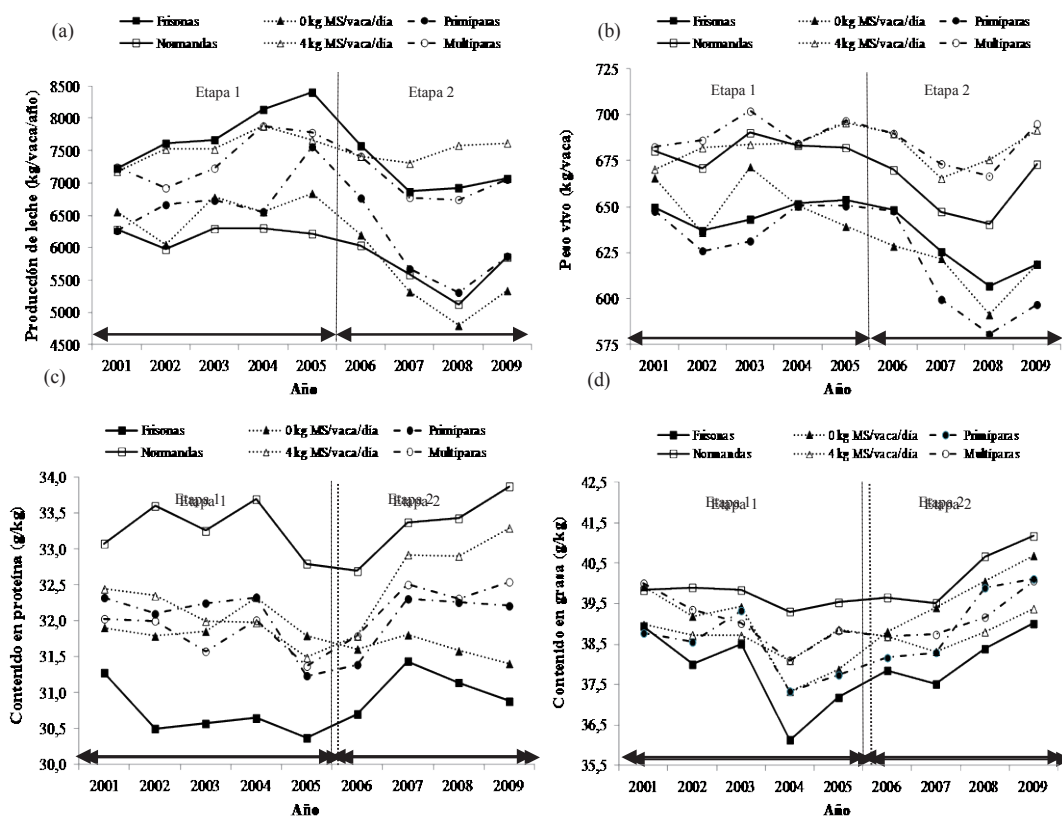 (a)
Frisonas 0 kg MS/vaca/día Primíparas
Normandas 4 kg MS/vaca/día Multíparas
Producción de leche (kg/vaca/año)
8500
8000
7500
7000
6500
6000
5500
5000
4500
Etapa 1 Etapa 2
2001 2002 2003 2004 2005 2006 2007 2008 2009
Año
(b)
Frisonas 0 kg MS/vaca/día Primíparas
Normandas 4 kg MS/vaca/día Multíparas
Peso vivo (kg/vaca)
725
700
675
650
625
600
575
Etapa 1 Etapa 2
2001 2002 2003 2004 2005 2006 2007 2008 2009
Año
(c)
Frisonas 0 kg MS/vaca/día Primíparas
Normandas 4 kg MS/vaca/día Multíparas
Contenido en proteína (g/kg)
34,0
33,5
33,0
32,5
32,0
31,5
31,0
30,5
30,0
Etapa 1 Etapa 2
Etapa 1 Etapa 2
2001 2002 2003 2004 2005 2006 2007 2008 2009
Año
(d)
Frisonas 0 kg MS/vaca/día Primíparas
Normandas 4 kg MS/vaca/día Multíparas
Contenido en grasa (g/kg)
42,5
41,5
40,5
39,5
38,5
37,5
36,5
35,5
Etapa 1 Etapa 2
Etapa 1 Etapa 2
2001 2002 2003 2004 2005 2006 2007 2008 2009
Año